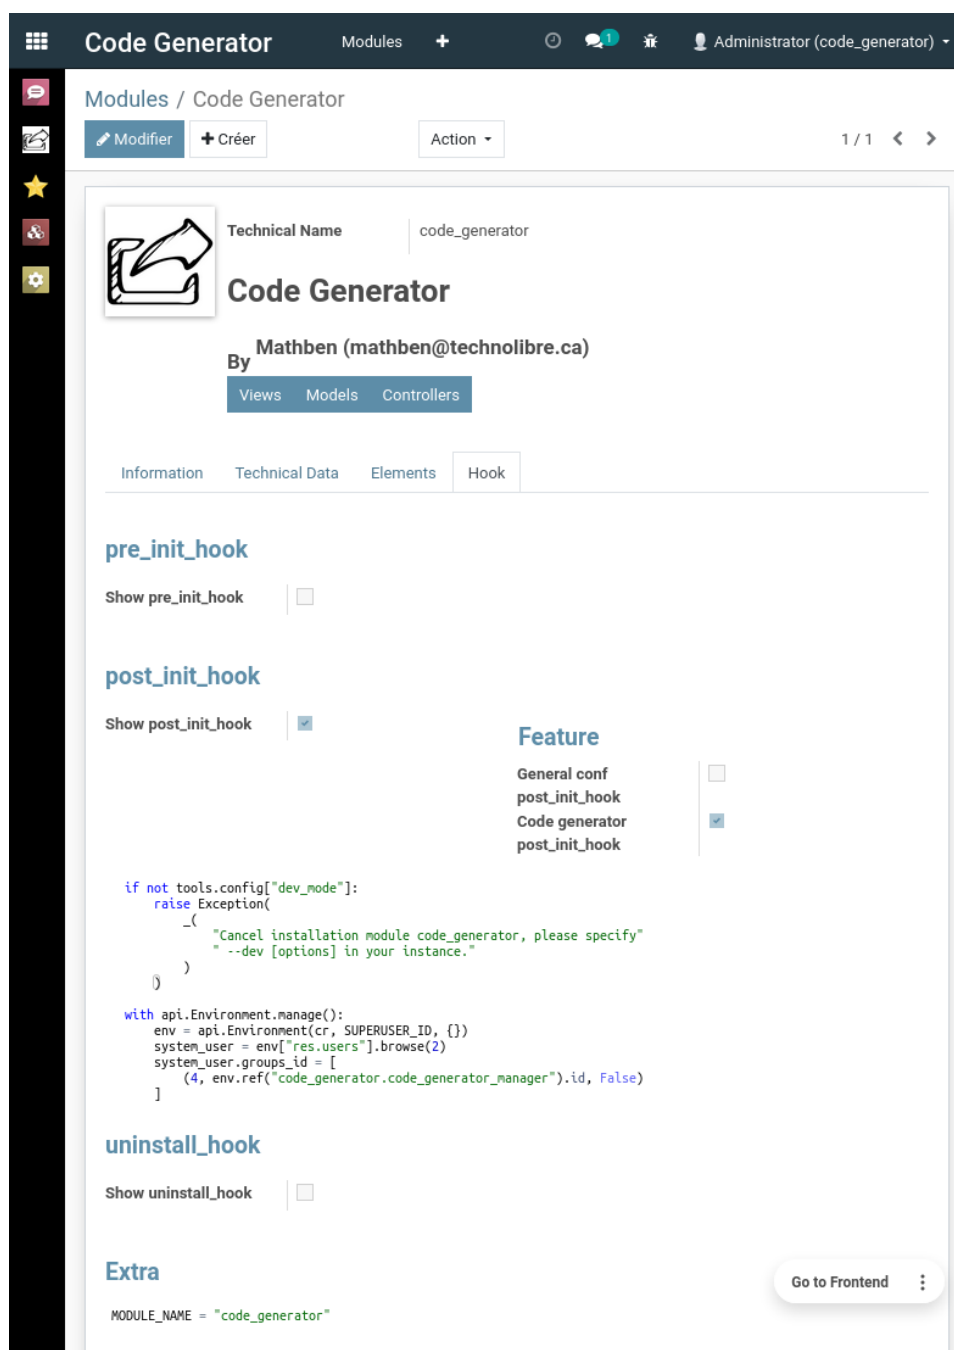 Code Generator Modules + 1 Administrator (code_generator)
Modules / Code Generator
Modifier Créer Action 1 / 1
Technical Name code_generator
Code Generator
By Mathben (mathben@technolibre.ca)
Views Models Controllers
Information Technical Data Elements Hook
pre_init_hook
Show pre_init_hook
post_init_hook
Show post_init_hook
Feature
General conf
post_init_hook
Code generator
post_init_hook
if not tools.config["dev_mode"]:
    raise Exception(
        _(
            "Cancel installation module code_generator, please specify"
            " --dev [options] in your instance."
        )
    )
with api.Environment.manage():
    env = api.Environment(cr, SUPERUSER_ID, {})
    system_user = env["res.users"].browse(2)
    system_user.groups_id = [
        (4, env.ref("code_generator.code_generator_manager").id, False)
    ]
uninstall_hook
Show uninstall_hook
Extra
Go to Frontend
MODULE_NAME = "code_generator"